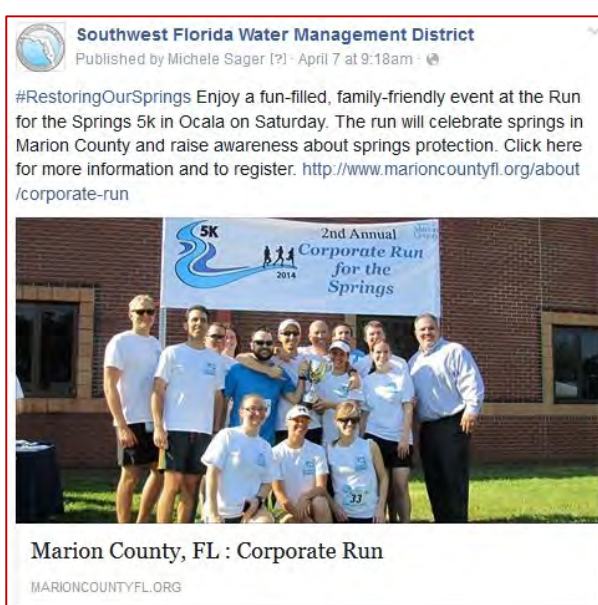 Southwest Florida Water Management District
Published by Michele Sager [?] · April 7 at 9:18am ·
#RestoringOurSprings Enjoy a fun-filled, family-friendly event at the Run
for the Springs 5k in Ocala on Saturday. The run will celebrate springs in
Marion County and raise awareness about springs protection. Click here
for more information and to register. http://www.marioncountyfl.org/about
/corporate-run
5K
2014
2nd Annual
Corporate Run
for the
Springs
33
Marion County, FL : Corporate Run
MARIONCOUNTYFL.ORG